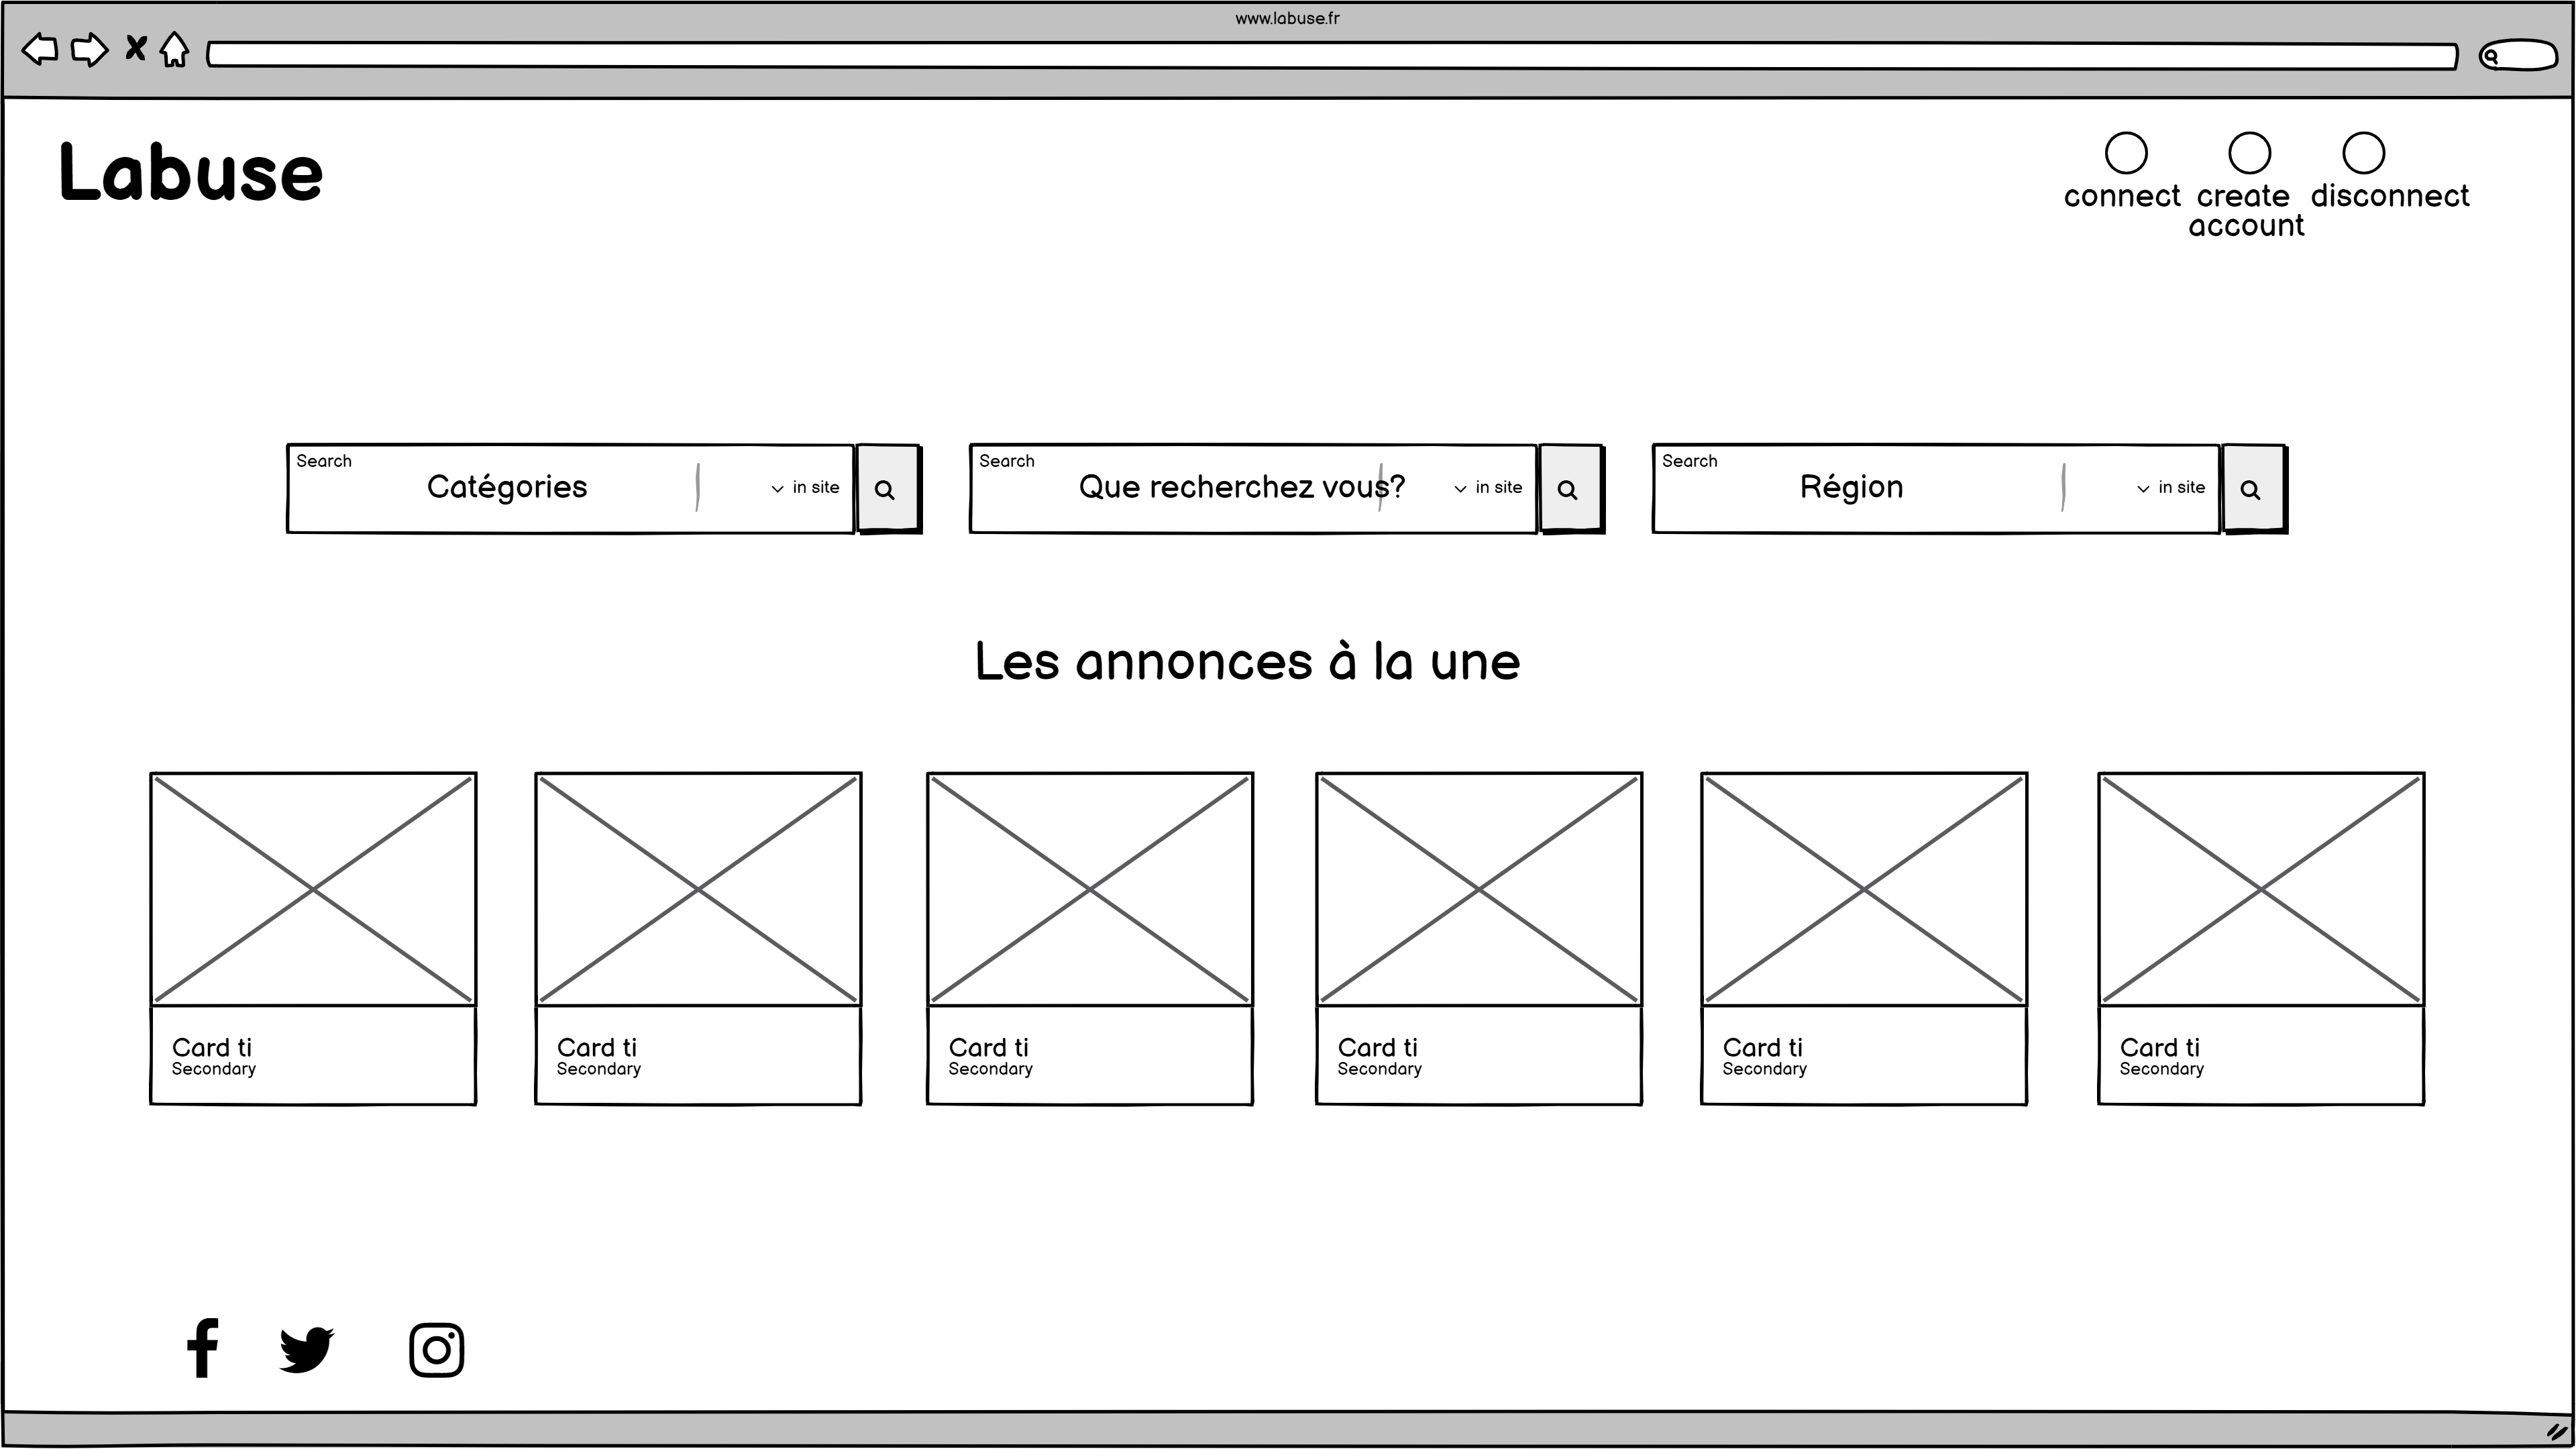 www.labuse.fr
Labuse
connect
create
account
disconnect
Search
Catégories
in site
Search
Que recherchez vous?
in site
Search
Région
in site
Les annonces à la une
Card ti
Secondary
Card ti
Secondary
Card ti
Secondary
Card ti
Secondary
Card ti
Secondary
Card ti
Secondary